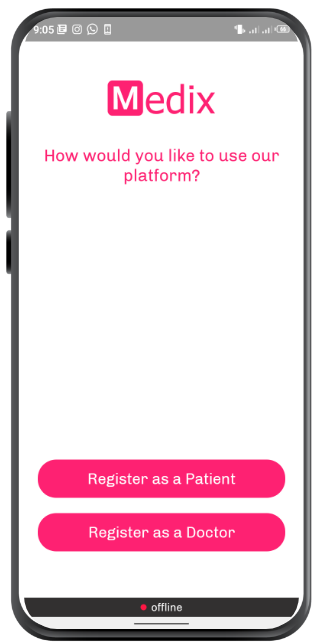 9:05
Medix
How would you like to use our
platform?
Register as a Patient
Register as a Doctor
offline